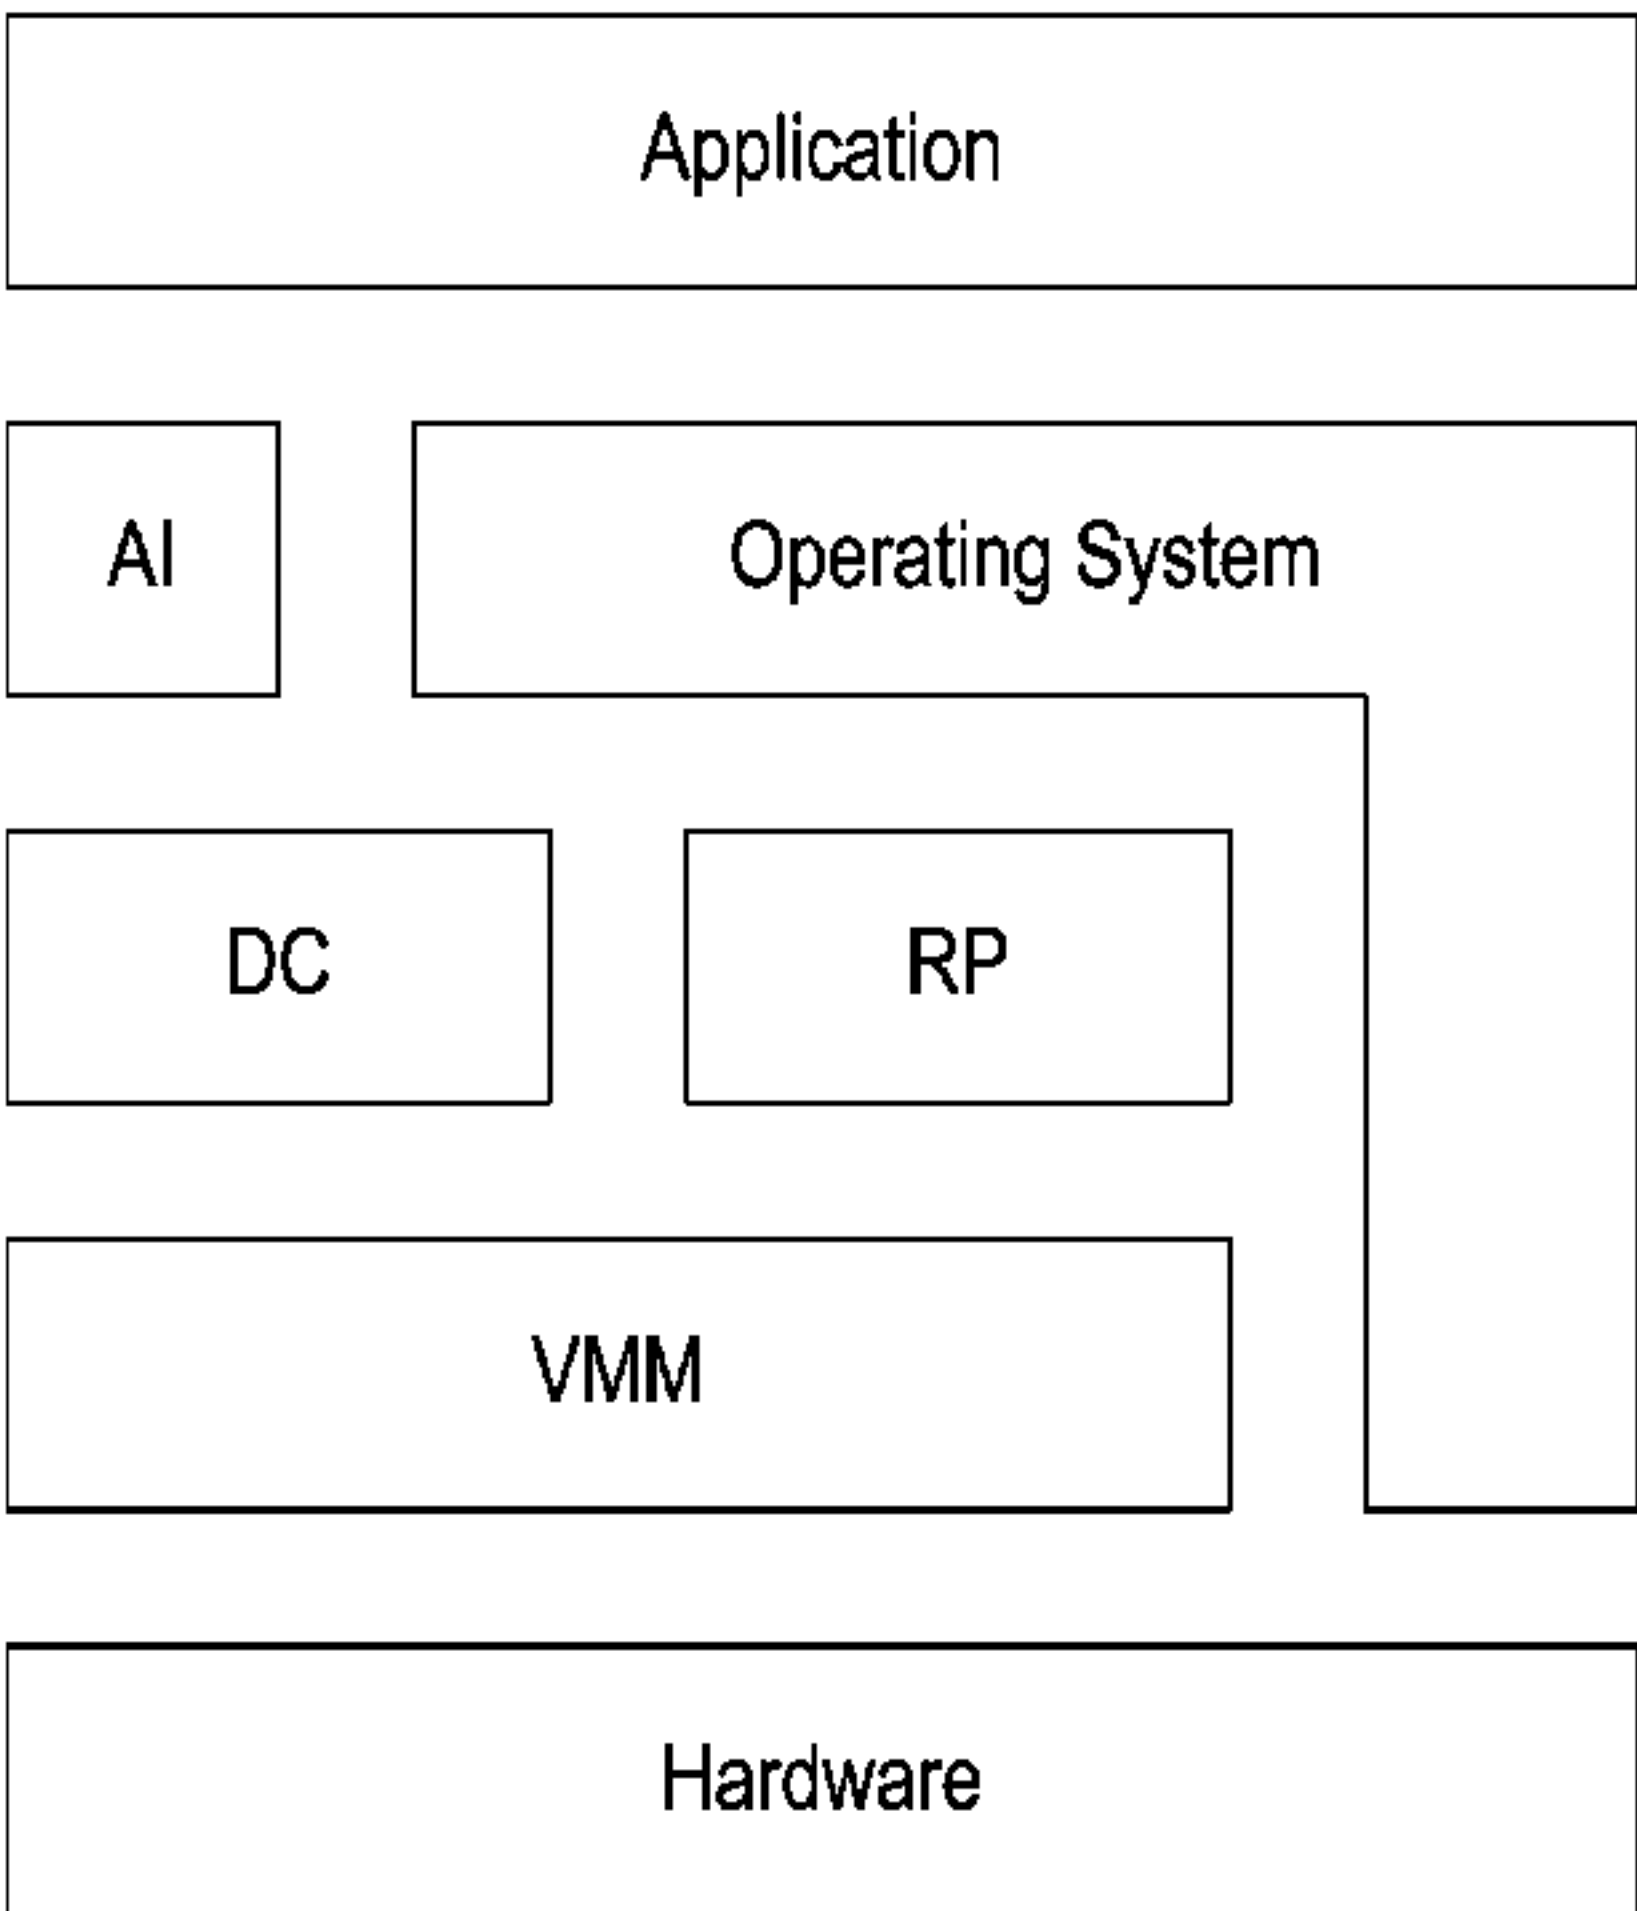 Application
AI
Operating System
DC
RP
VMM
Hardware